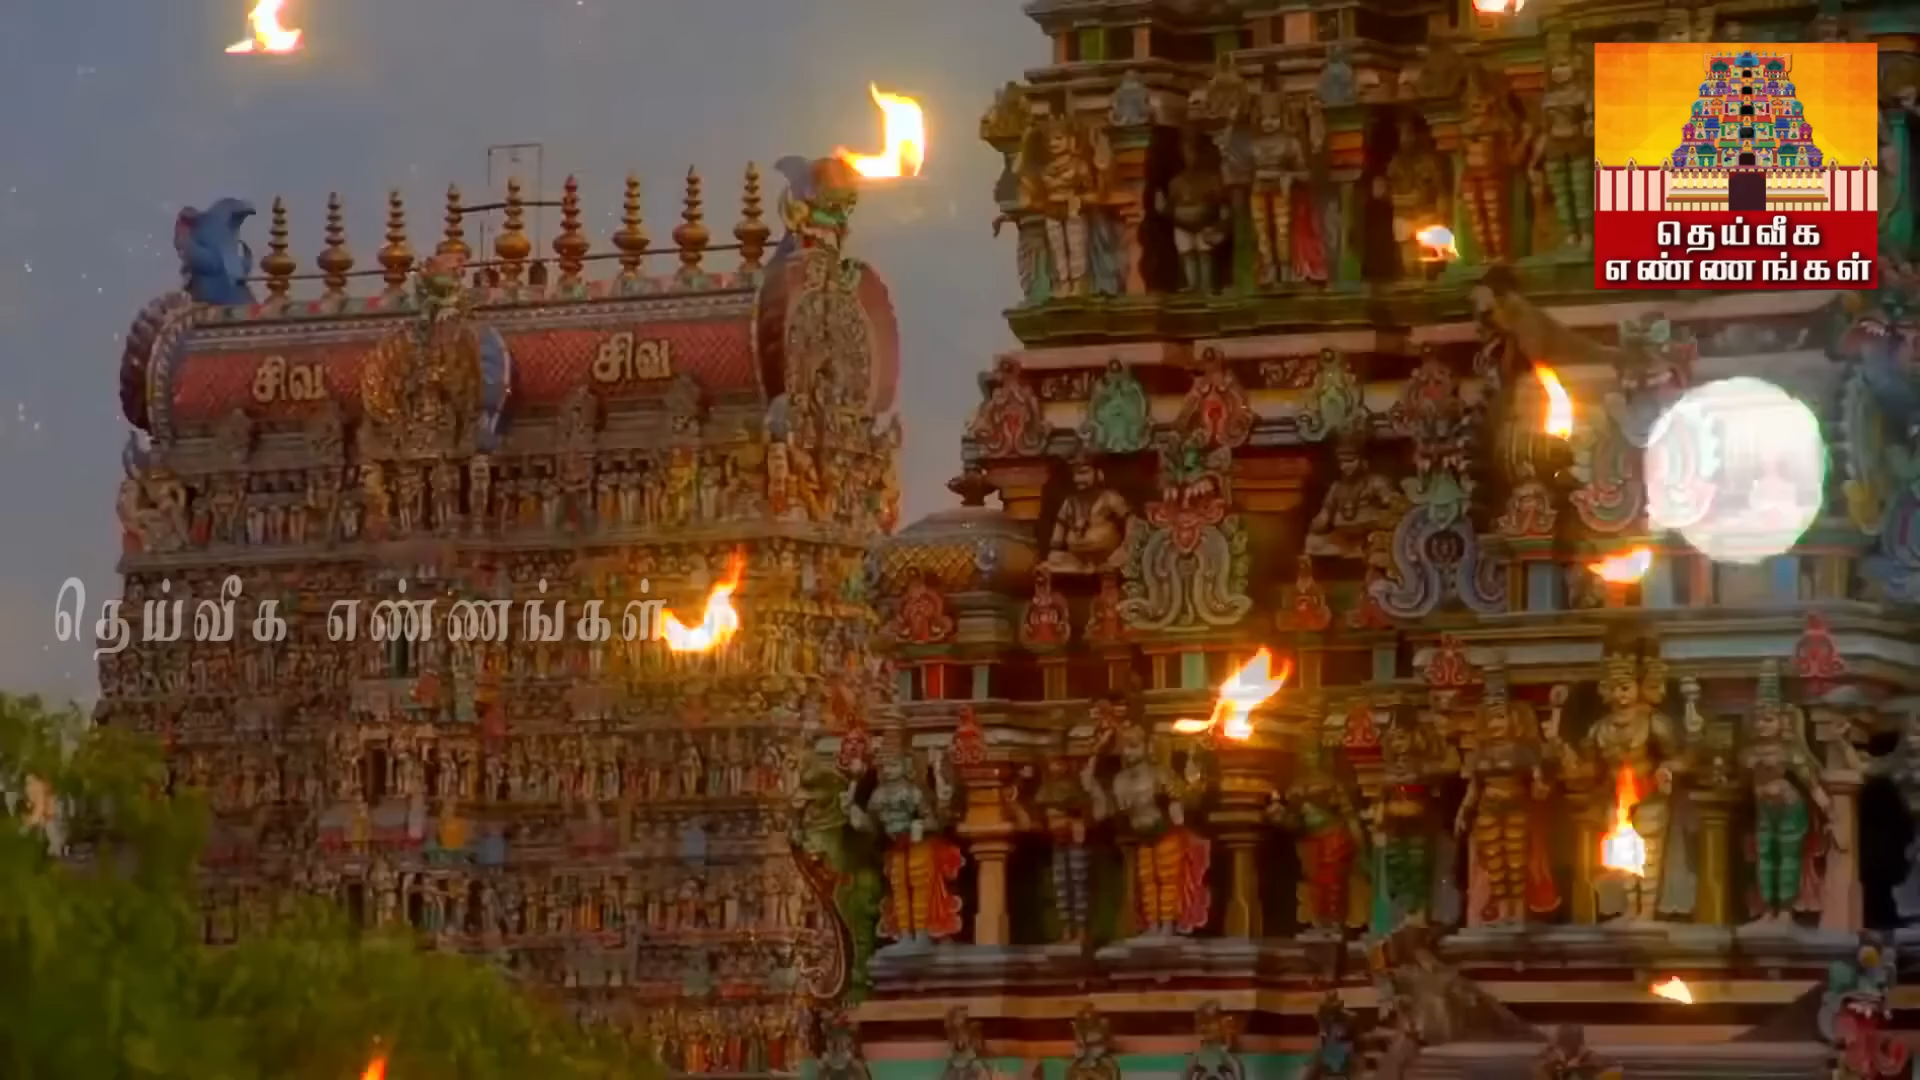 சிவ சிவ
தெய்வீக
எண்ணங்கள்
தெய்வீக எண்ணங்கள்